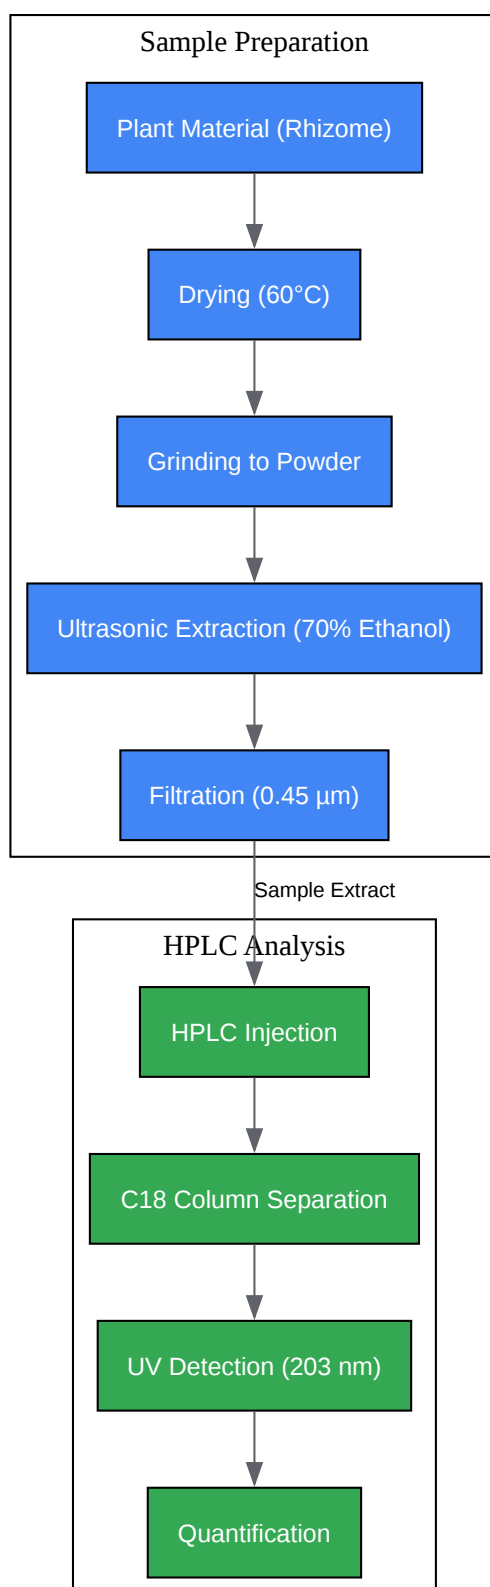 Sample Preparation
Plant Material (Rhizome)
Drying (60°C)
Grinding to Powder
Ultrasonic Extraction (70% Ethanol)
Filtration (0.45 µm)
Sample Extract
HPLC Analysis
HPLC Injection
C18 Column Separation
UV Detection (203 nm)
Quantification